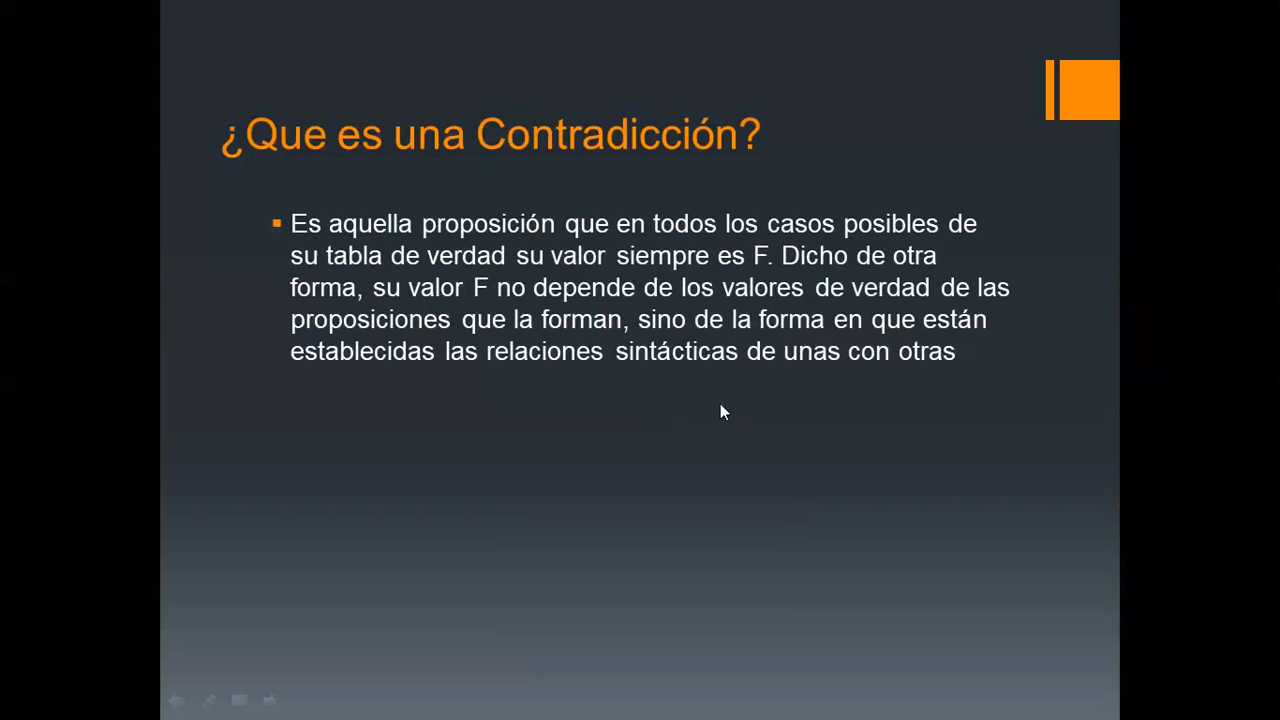 ¿Que es una Contradicción?
Es aquella proposición que en todos los casos posibles de
su tabla de verdad su valor siempre es F. Dicho de otra
forma, su valor F no depende de los valores de verdad de las
proposiciones que la forman, sino de la forma en que están
establecidas las relaciones sintácticas de unas con otras